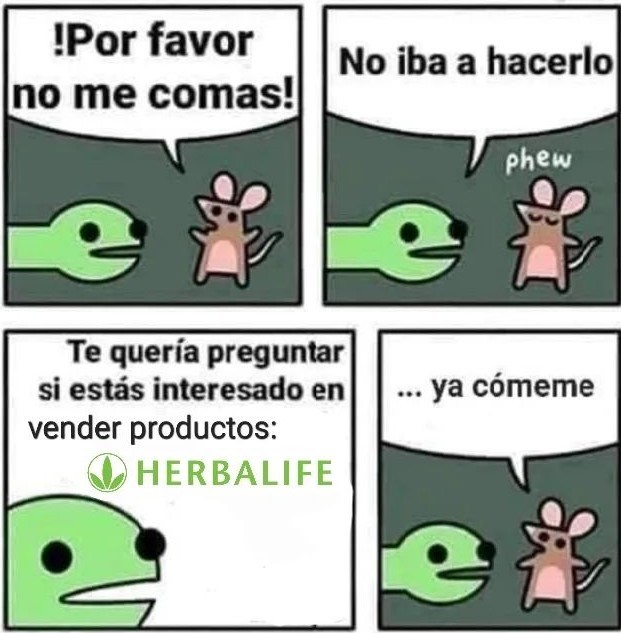 !Por favor
no me comas!
No iba a hacerlo
phew
Te quería preguntar
si estás interesado en
vender productos:
HERBALIFE
... ya cómeme